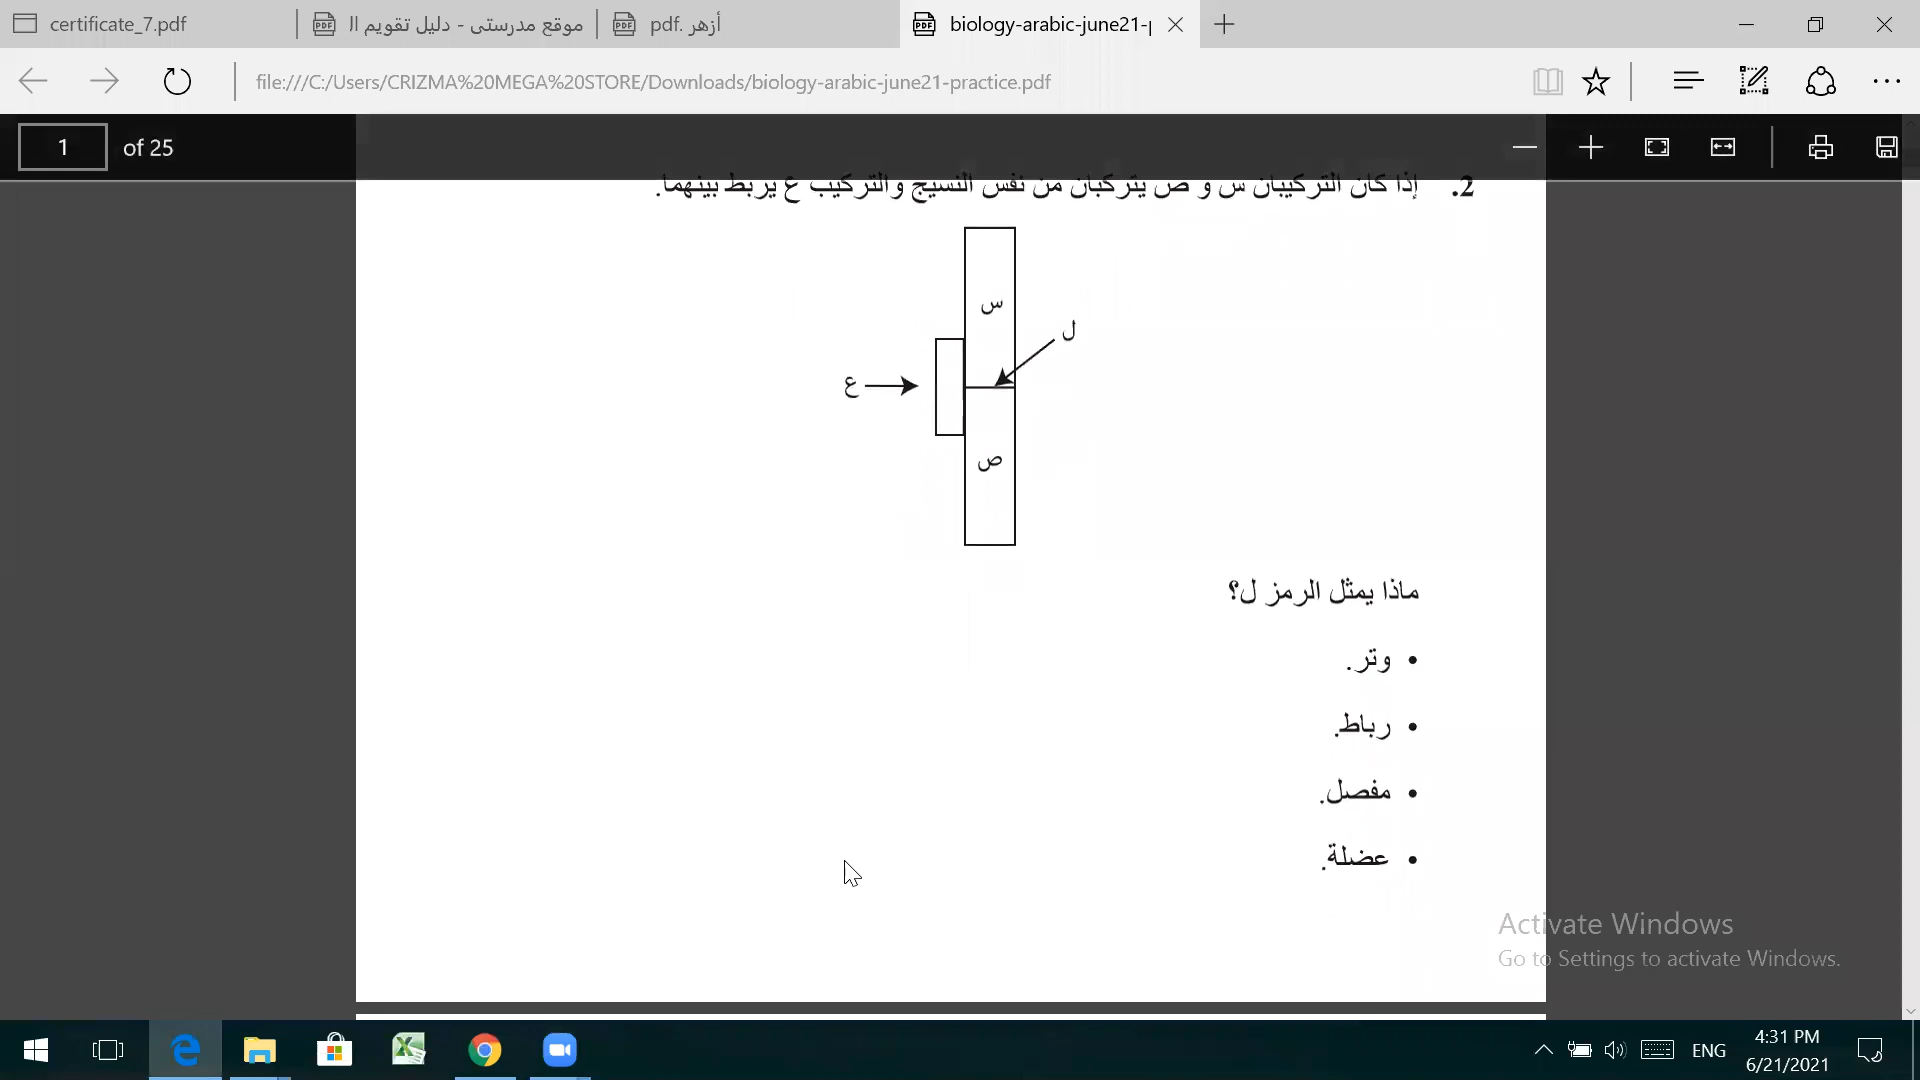 certificate_7.pdf
موقع مدرستى - دليل تقويم ال
أزهر .pdf
biology-arabic-june21-p
file:///C:/Users/CRIZMA%20MEGA%20STORE/Downloads/biology-arabic-june21-practice.pdf
1 of 25
2. إذا كان التركيبان س و ص يتركبان من نفس النسيج والتركيب ع يربط بينهما.
س
ل
ع
ص
ماذا يمثل الرمز ل؟
• وتر.
• رباط.
• مفصل.
• عضلة.
Activate Windows
Go to Settings to activate Windows.
ENG
4:31 PM
6/21/2021